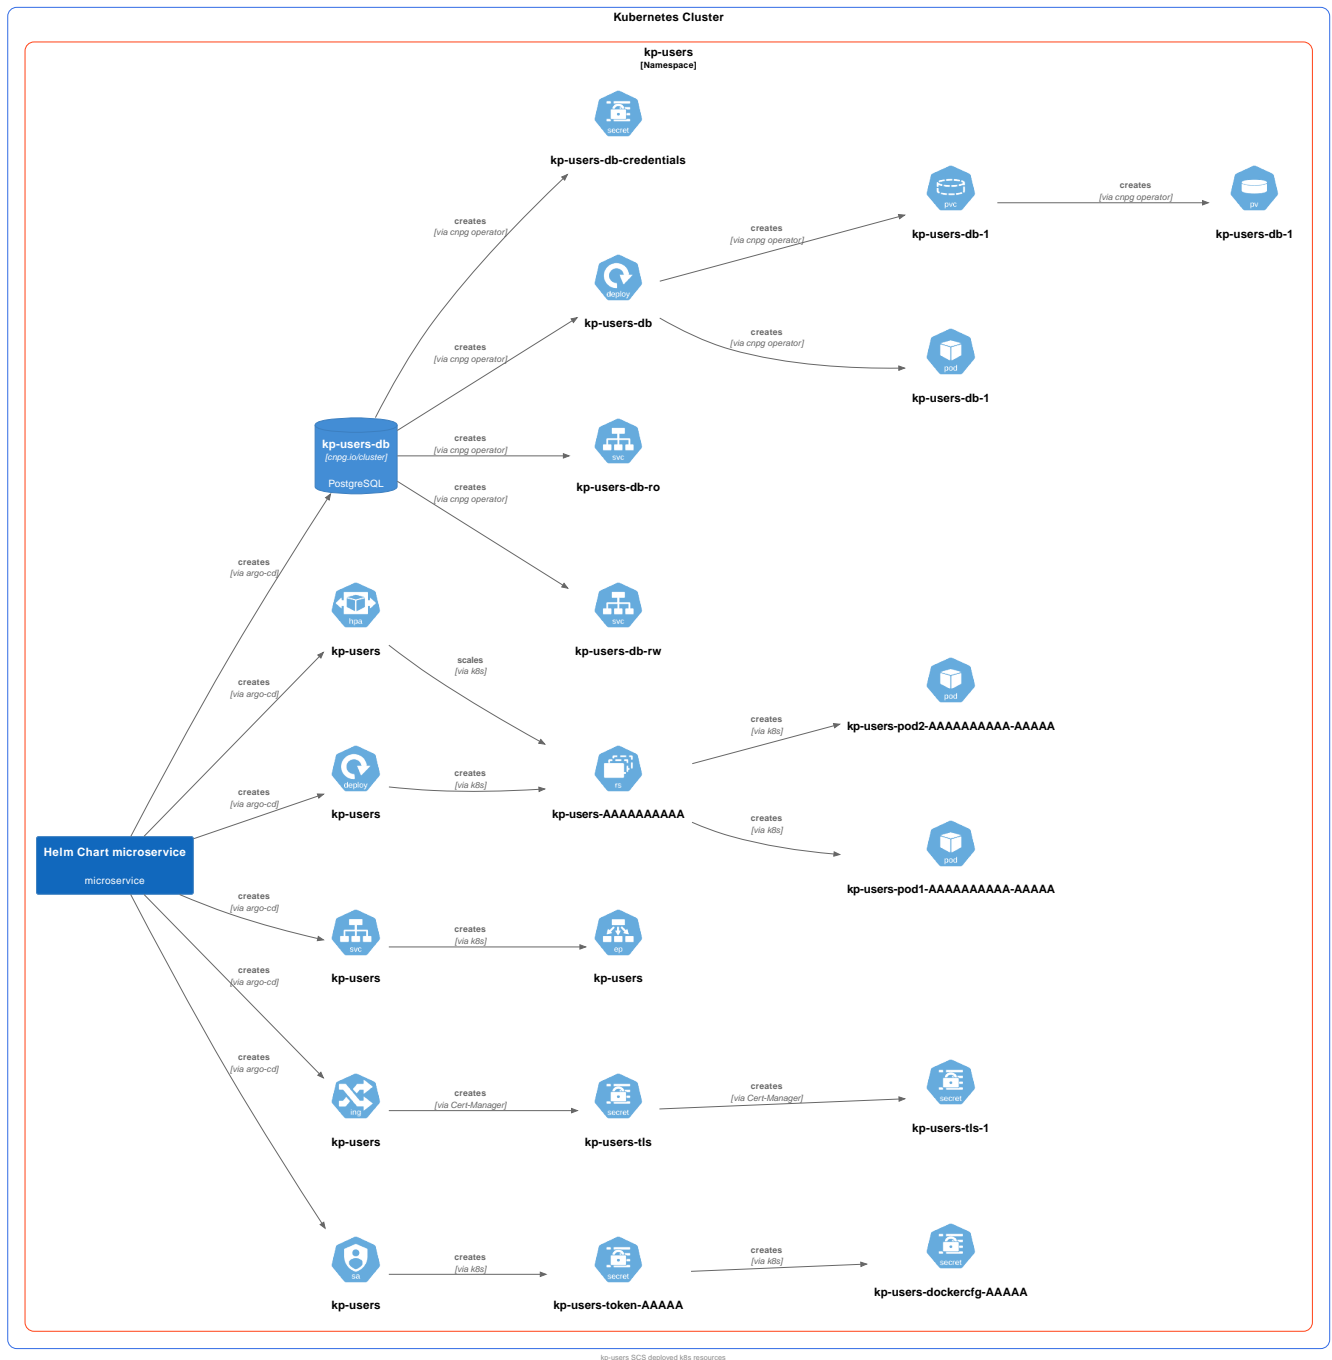 Kubernetes Cluster
kp-users
[Namespace]
secret
kp-users-db-credentials
creates
[via cnpg operator]
pvc
kp-users-db-1
creates
[via cnpg operator]
pv
kp-users-db-1
creates
[via cnpg operator]
deploy
kp-users-db
creates
[via cnpg operator]
creates
[via cnpg operator]
pod
kp-users-db-1
kp-users-db
[cnpg.io/cluster]
PostgreSQL
creates
[via cnpg operator]
svc
kp-users-db-ro
creates
[via cnpg operator]
svc
kp-users-db-rw
creates
[via argo-cd]
hpa
kp-users
creates
[via argo-cd]
scales
[via k8s]
pod
kp-users-pod2-AAAAAAAAAA-AAAAA
creates
[via k8s]
creates
[via argo-cd]
deploy
kp-users
creates
[via k8s]
rs
kp-users-AAAAAAAAAA
creates
[via k8s]
pod
kp-users-pod1-AAAAAAAAAA-AAAAA
Helm Chart microservice
microservice
creates
[via argo-cd]
svc
kp-users
creates
[via k8s]
ep
kp-users
creates
[via argo-cd]
creates
[via argo-cd]
ing
kp-users
creates
[via Cert-Manager]
secret
kp-users-tls
creates
[via Cert-Manager]
secret
kp-users-tls-1
sa
kp-users
creates
[via k8s]
secret
kp-users-token-AAAAA
creates
[via k8s]
secret
kp-users-dockercfg-AAAAA
kp-users SCS deployed k8s resources